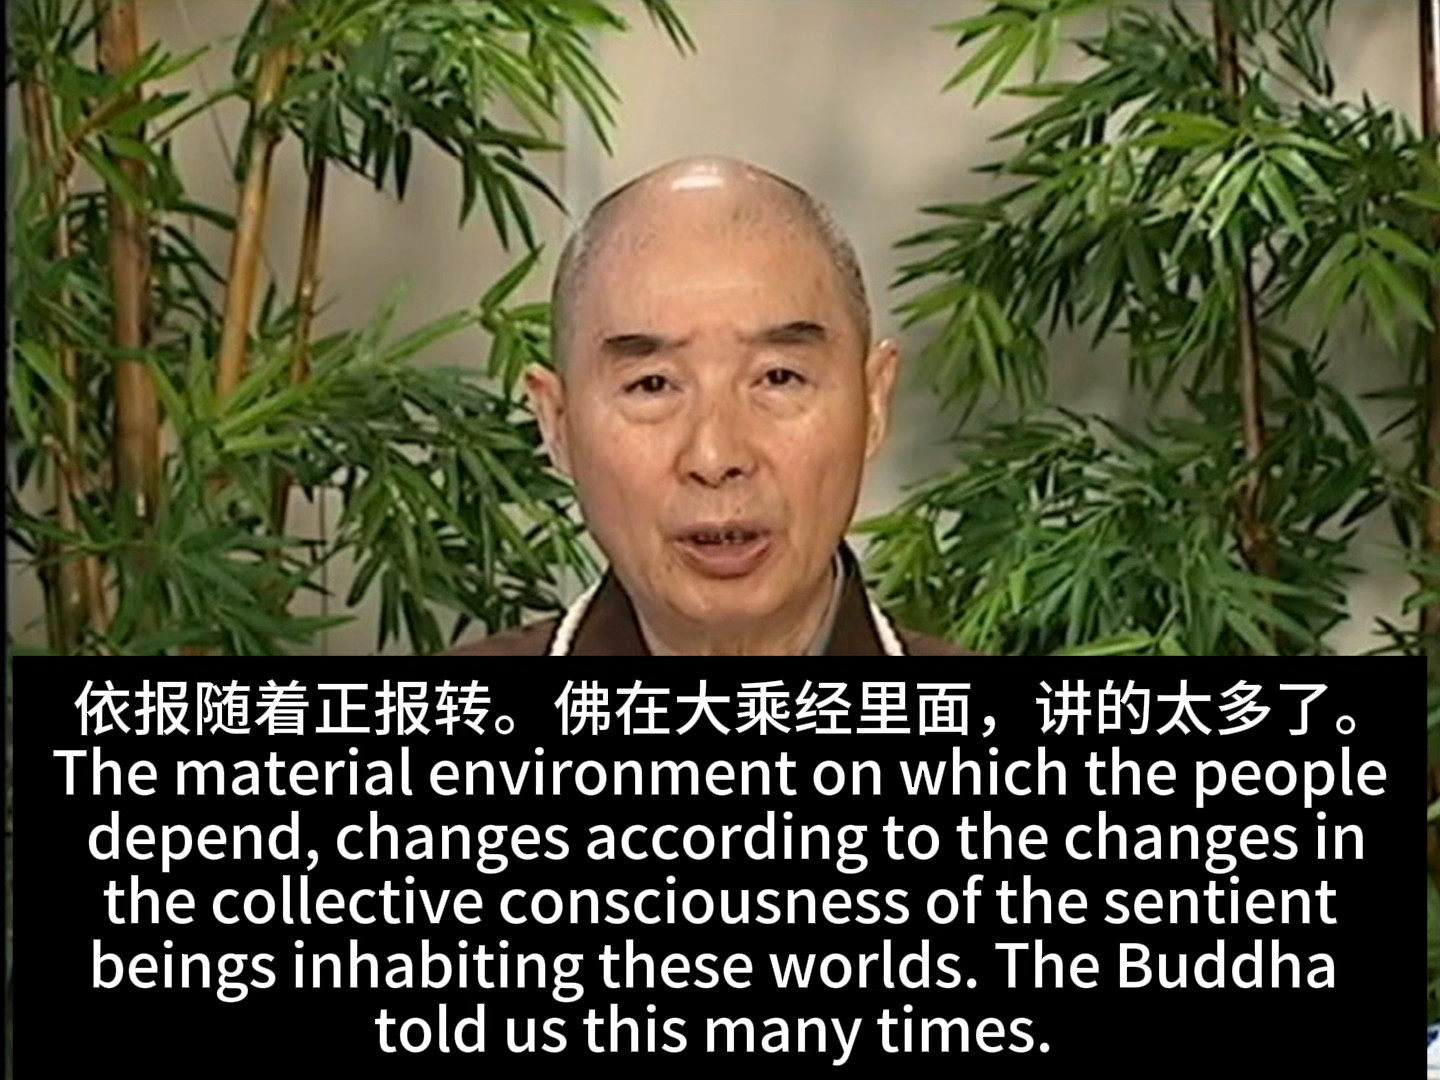 依报随着正报转。佛在大乘经里面，讲的太多了。
The material environment on which the people
depend, changes according to the changes in
the collective consciousness of the sentient
beings inhabiting these worlds. The Buddha
told us this many times.